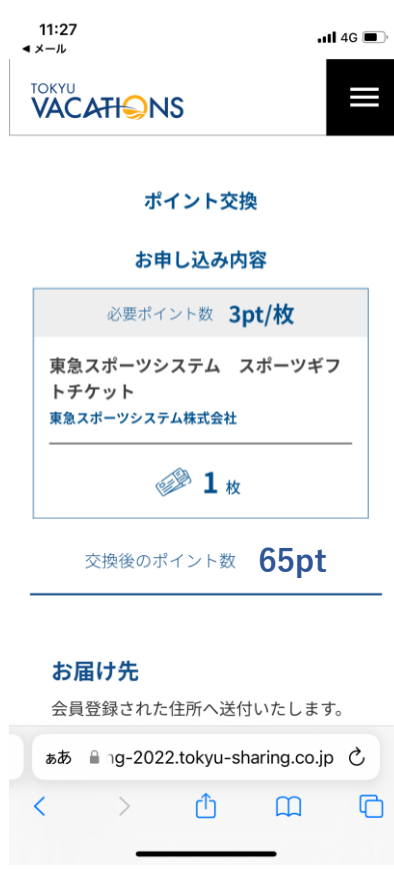 11:27
4G
◀ メール
TOKYU
VACATIONS
ポイント交換
お申し込み内容
必要ポイント数 3pt/枚
東急スポーツシステム　スポーツギフ
トチケット
東急スポーツシステム株式会社
1 枚
交換後のポイント数 65pt
お届け先
会員登録された住所へ送付いたします。
ぁあ ng-2022.tokyu-sharing.co.jp